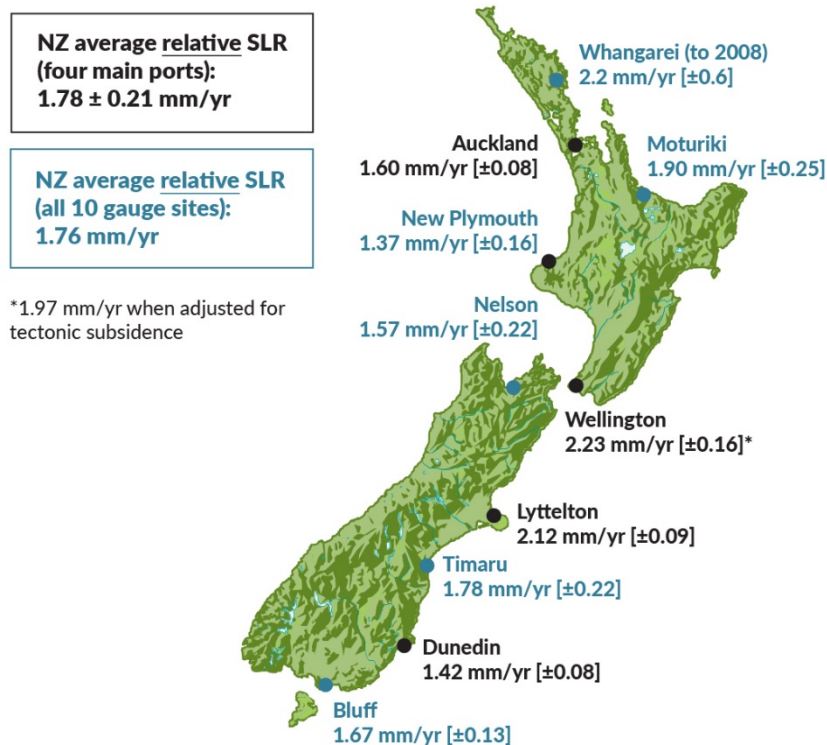 NZ average relative SLR
(four main ports):
1.78 ± 0.21 mm/yr
NZ average relative SLR
(all 10 gauge sites):
1.76 mm/yr
*1.97 mm/yr when adjusted for
tectonic subsidence
Whangarei (to 2008)
2.2 mm/yr [±0.6]
Auckland
1.60 mm/yr [±0.08]
Moturiki
1.90 mm/yr [±0.25]
New Plymouth
1.37 mm/yr [±0.16]
Nelson
1.57 mm/yr [±0.22]
Wellington
2.23 mm/yr [±0.16]*
Lyttelton
2.12 mm/yr [±0.09]
Timaru
1.78 mm/yr [±0.22]
Dunedin
1.42 mm/yr [±0.08]
Bluff
1.67 mm/yr [±0.13]